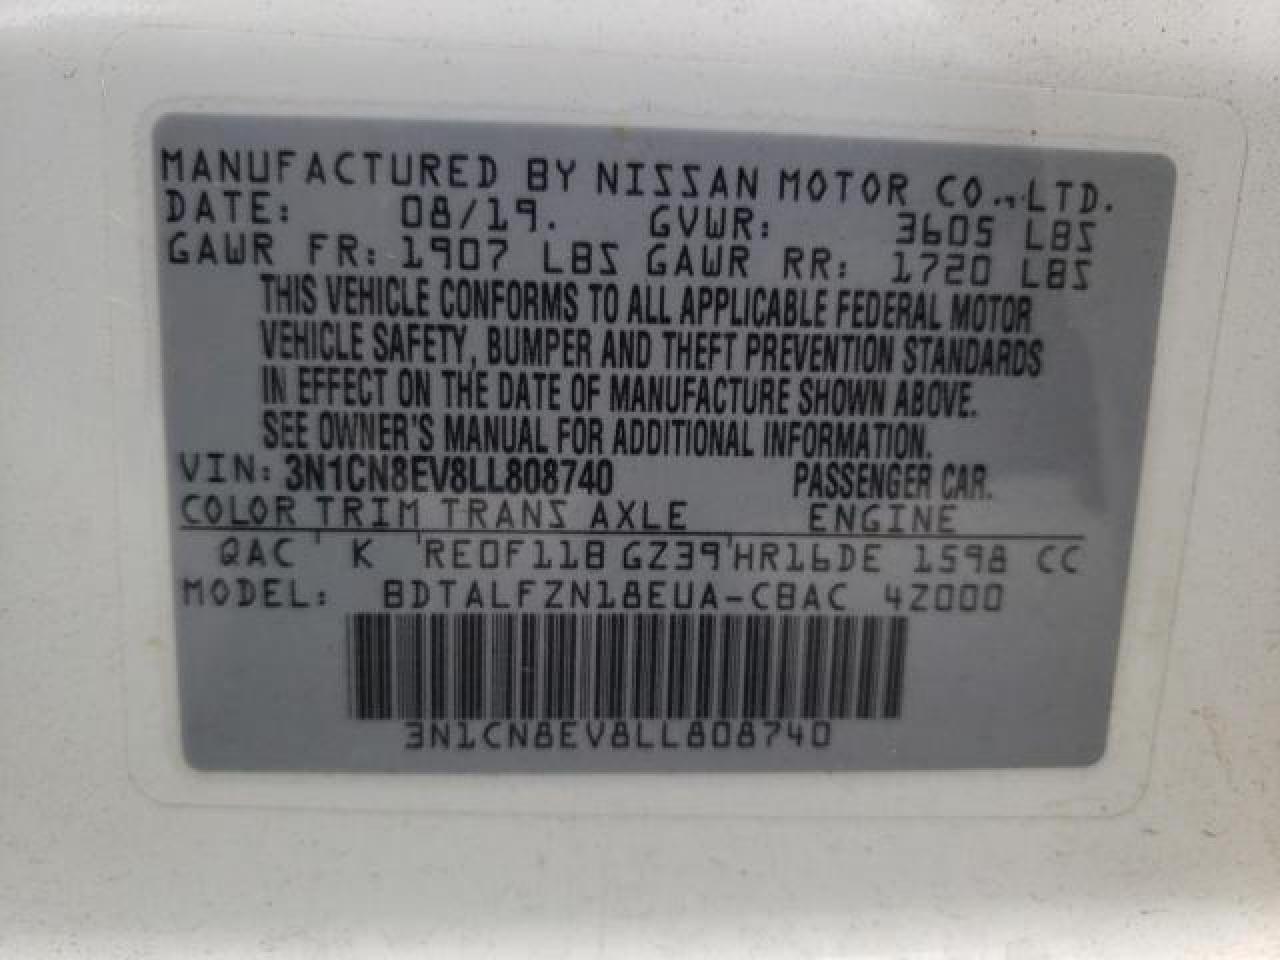 MANUFACTURED BY NISSAN MOTOR CO.,LTD.
DATE: 08/19. GVWR: 3605 LBS
GAWR FR: 1907 LBS GAWR RR: 1720 LBS
THIS VEHICLE CONFORMS TO ALL APPLICABLE FEDERAL MOTOR
VEHICLE SAFETY, BUMPER AND THEFT PREVENTION STANDARDS
IN EFFECT ON THE DATE OF MANUFACTURE SHOWN ABOVE.
SEE OWNER'S MANUAL FOR ADDITIONAL INFORMATION.
VIN: 3N1CN8EV8LL808740 PASSENGER CAR.
COLOR TRIM TRANS AXLE ENGINE
QAC K RE0F11B GZ39 HR16DE 1598 CC
MODEL: BDTALFZN18EUA-CBAC 4Z000
3N1CN8EV8LL808740